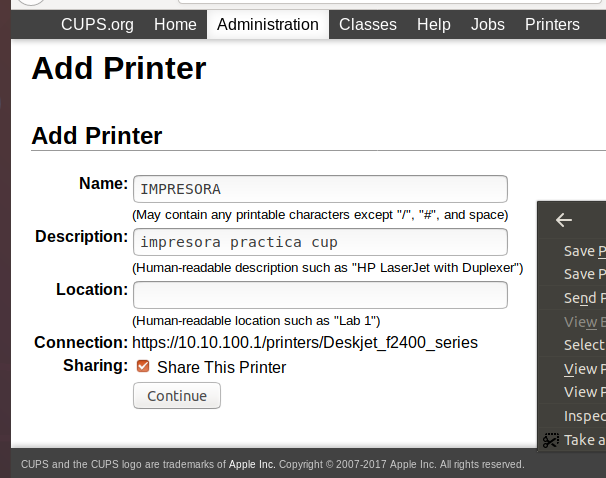 CUPS.org Home Administration Classes Help Jobs Printers
Add Printer
Add Printer
Name: IMPRESORA
(May contain any printable characters except "/", "#", and space)
Description: impresora practica cup
(Human-readable description such as "HP LaserJet with Duplexer")
Location:
(Human-readable location such as "Lab 1")
Connection: https://10.10.100.1/printers/Deskjet_f2400_series
Sharing: Share This Printer
Continue
Save P
Save P
Send P
View B
Select
View P
View P
Inspec
Take a
CUPS and the CUPS logo are trademarks of Apple Inc. Copyright © 2007-2017 Apple Inc. All rights reserved.